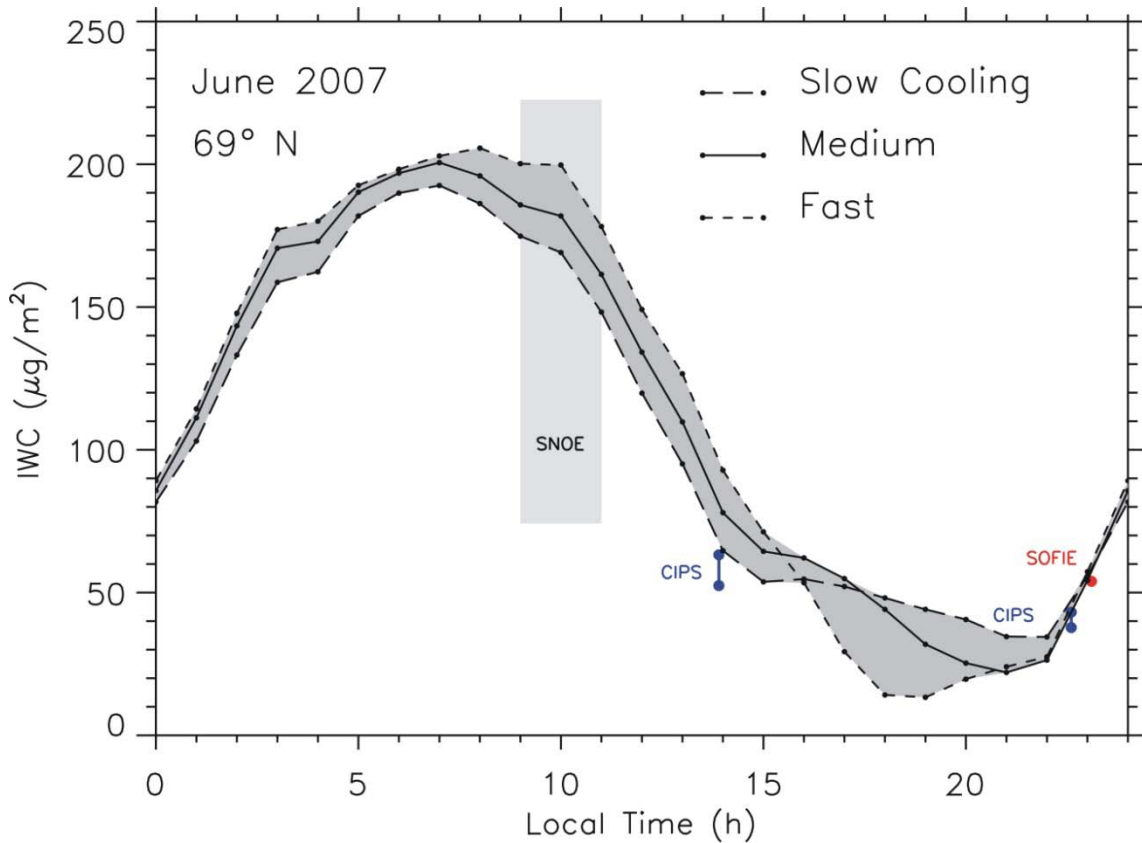 June 2007
69° N
Slow Cooling
Medium
Fast
IWC (μg/m²)
250
200
150
100
50
0
SNOE
CIPS
SOFIE
CIPS
0
5
10
15
20
Local Time (h)